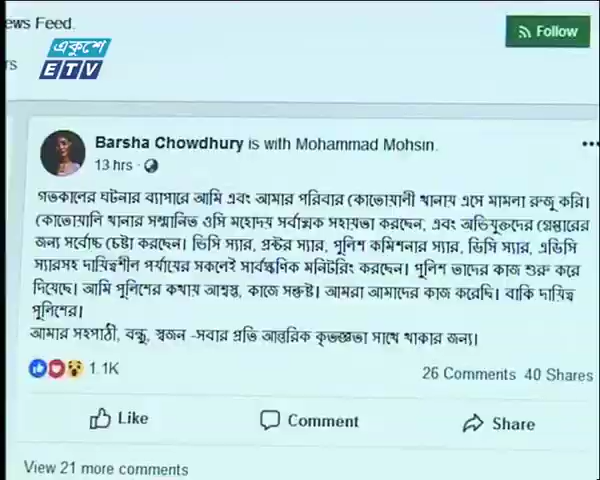 ews Feed.
Follow
একুশে
ETV
rs
Barsha Chowdhury is with Mohammad Mohsin.
13 hrs ·
গতকালের ঘটনার ব্যাপারে আমি এবং আমার পরিবার কোতোয়ালী থানায় এসে মামলা রুজু করি।
কোতোয়ালি থানার সম্মানিত ওসি মহোদয় সর্বাত্মক সহায়তা করছেন, এবং অভিযুক্তদের গ্রেপ্তারের
জন্য সর্বোচ্চ চেষ্টা করছেন। ভিসি স্যার, প্রক্টর স্যার, পুলিশ কমিশনার স্যার, ডিসি স্যার, এডিসি
স্যারসহ দায়িত্বশীল পর্যায়ের সকলেই সার্বক্ষণিক মনিটরিং করছেন। পুলিশ তাদের কাজ শুরু করে
দিয়েছে। আমি পুলিশের কথায় আশ্বস্ত, কাজে সন্তুষ্ট। আমরা আমাদের কাজ করেছি। বাকি দায়িত্ব
পুলিশের।
আমার সহপাঠী, বন্ধু, স্বজন -সবার প্রতি আন্তরিক কৃতজ্ঞতা সাথে থাকার জন্য।
1.1K
26 Comments 40 Shares
Like Comment Share
View 21 more comments